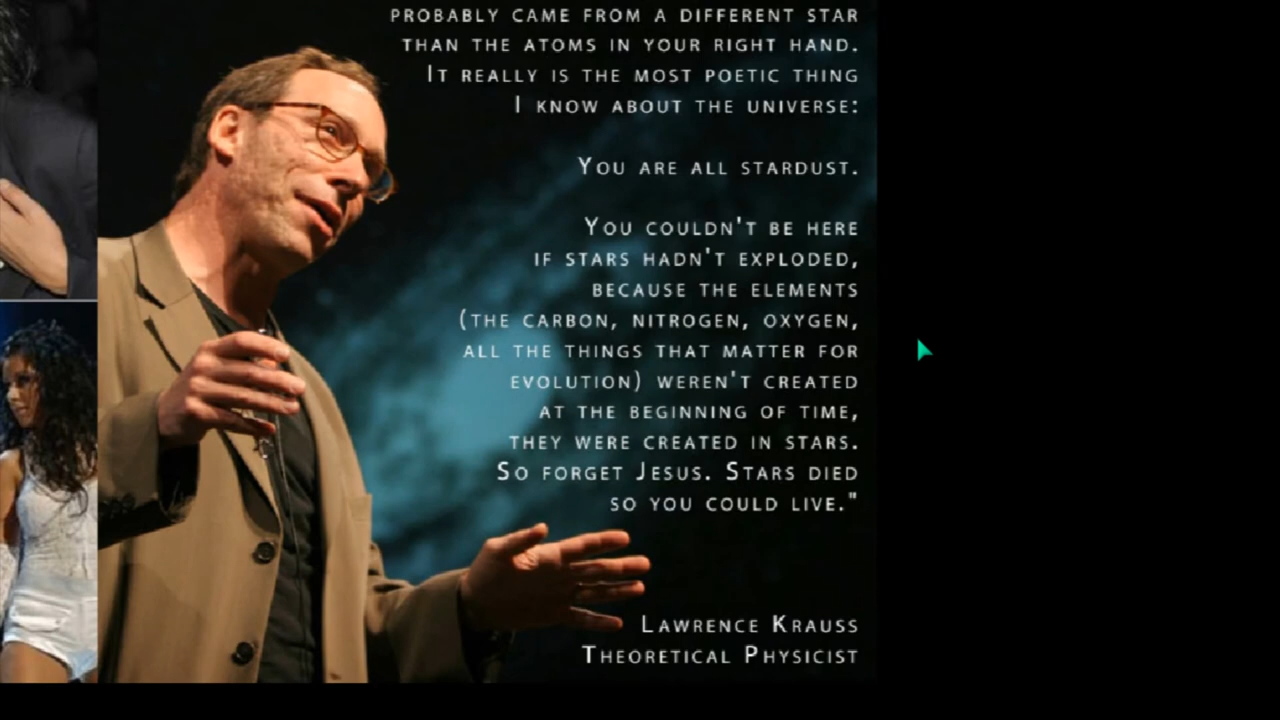 PROBABLY CAME FROM A DIFFERENT STAR
THAN THE ATOMS IN YOUR RIGHT HAND.
IT REALLY IS THE MOST POETIC THING
I KNOW ABOUT THE UNIVERSE:
YOU ARE ALL STARDUST.
YOU COULDN'T BE HERE
IF STARS HADN'T EXPLODED,
BECAUSE THE ELEMENTS
(THE CARBON, NITROGEN, OXYGEN,
ALL THE THINGS THAT MATTER FOR
EVOLUTION) WEREN'T CREATED
AT THE BEGINNING OF TIME,
THEY WERE CREATED IN STARS.
SO FORGET JESUS. STARS DIED
SO YOU COULD LIVE."
LAWRENCE KRAUSS
THEORETICAL PHYSICIST